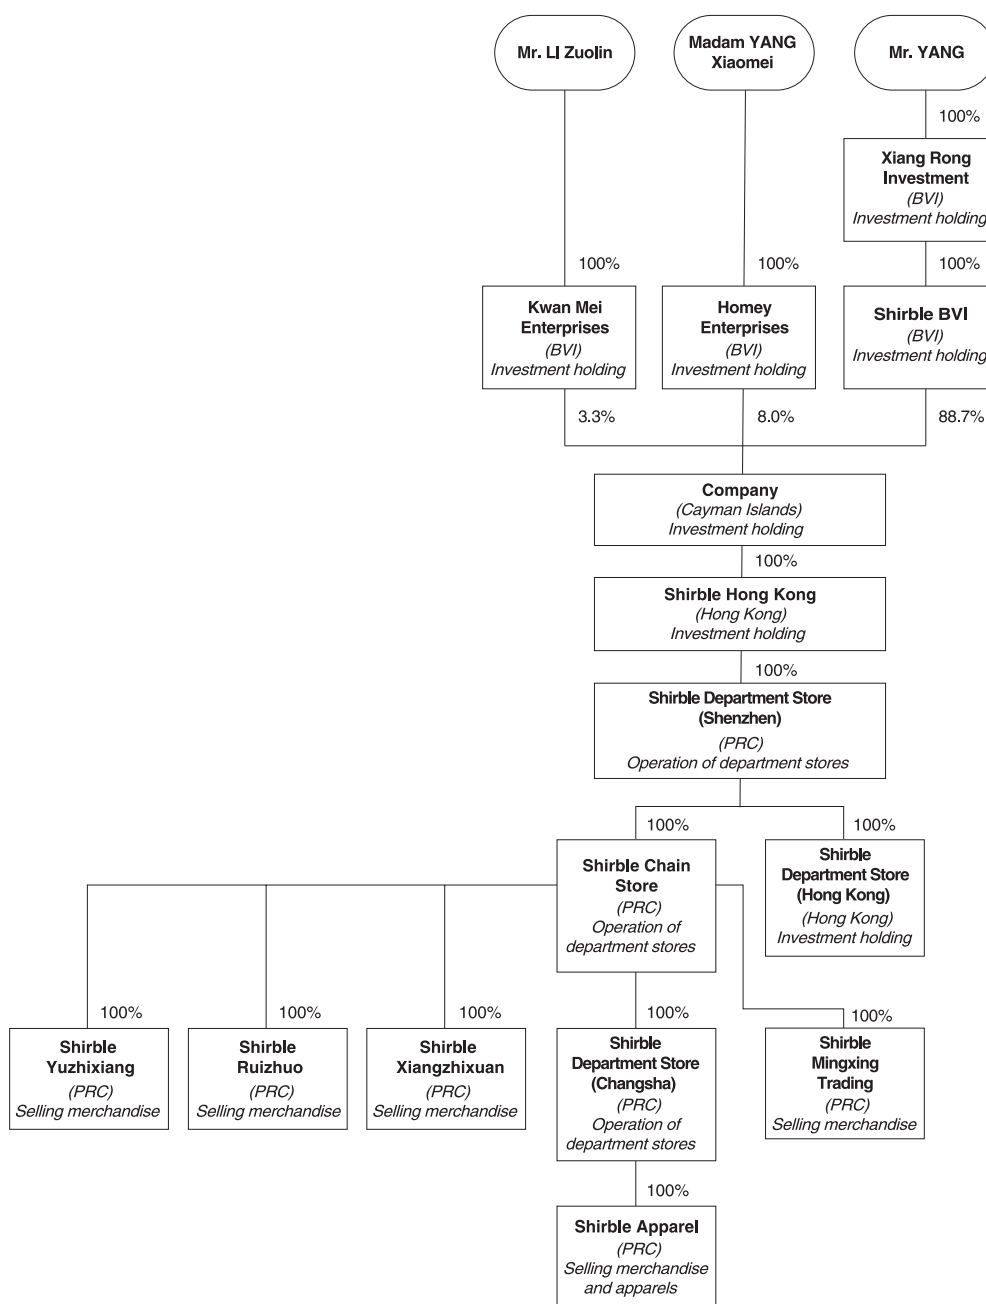 Mr. LI Zuolin
Madam YANG
Xiaomei
Mr. YANG
100%
Xiang Rong
Investment
(BVI)
Investment holding
100%
100%
100%
Kwan Mei
Enterprises
(BVI)
Investment holding
Homey
Enterprises
(BVI)
Investment holding
Shirble BVI
(BVI)
Investment holding
3.3%
8.0%
88.7%
Company
(Cayman Islands)
Investment holding
100%
Shirble Hong Kong
(Hong Kong)
Investment holding
100%
Shirble Department Store
(Shenzhen)
(PRC)
Operation of department stores
100%
100%
Shirble Chain
Store
(PRC)
Operation of
department stores
Shirble
Department Store
(Hong Kong)
(Hong Kong)
Investment holding
100%
100%
100%
100%
100%
Shirble
Yuzhixiang
(PRC)
Selling merchandise
Shirble
Ruizhuo
(PRC)
Selling merchandise
Shirble
Xiangzhixuan
(PRC)
Selling merchandise
Shirble
Department Store
(Changsha)
(PRC)
Operation of
department stores
Shirble
Mingxing
Trading
(PRC)
Selling merchandise
100%
Shirble Apparel
(PRC)
Selling merchandise
and apparels